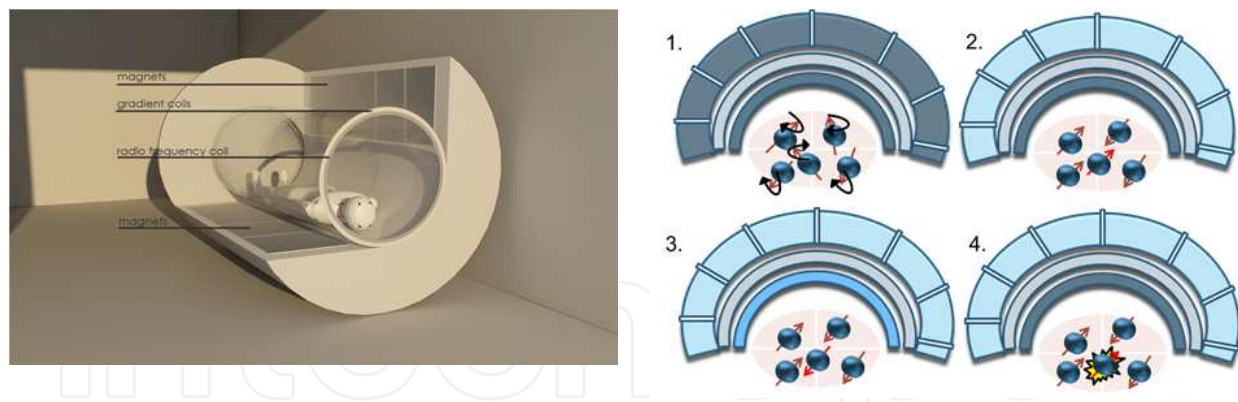 magnets
gradient coils
radio frequency coil
magnets
1.
2.
3.
4.